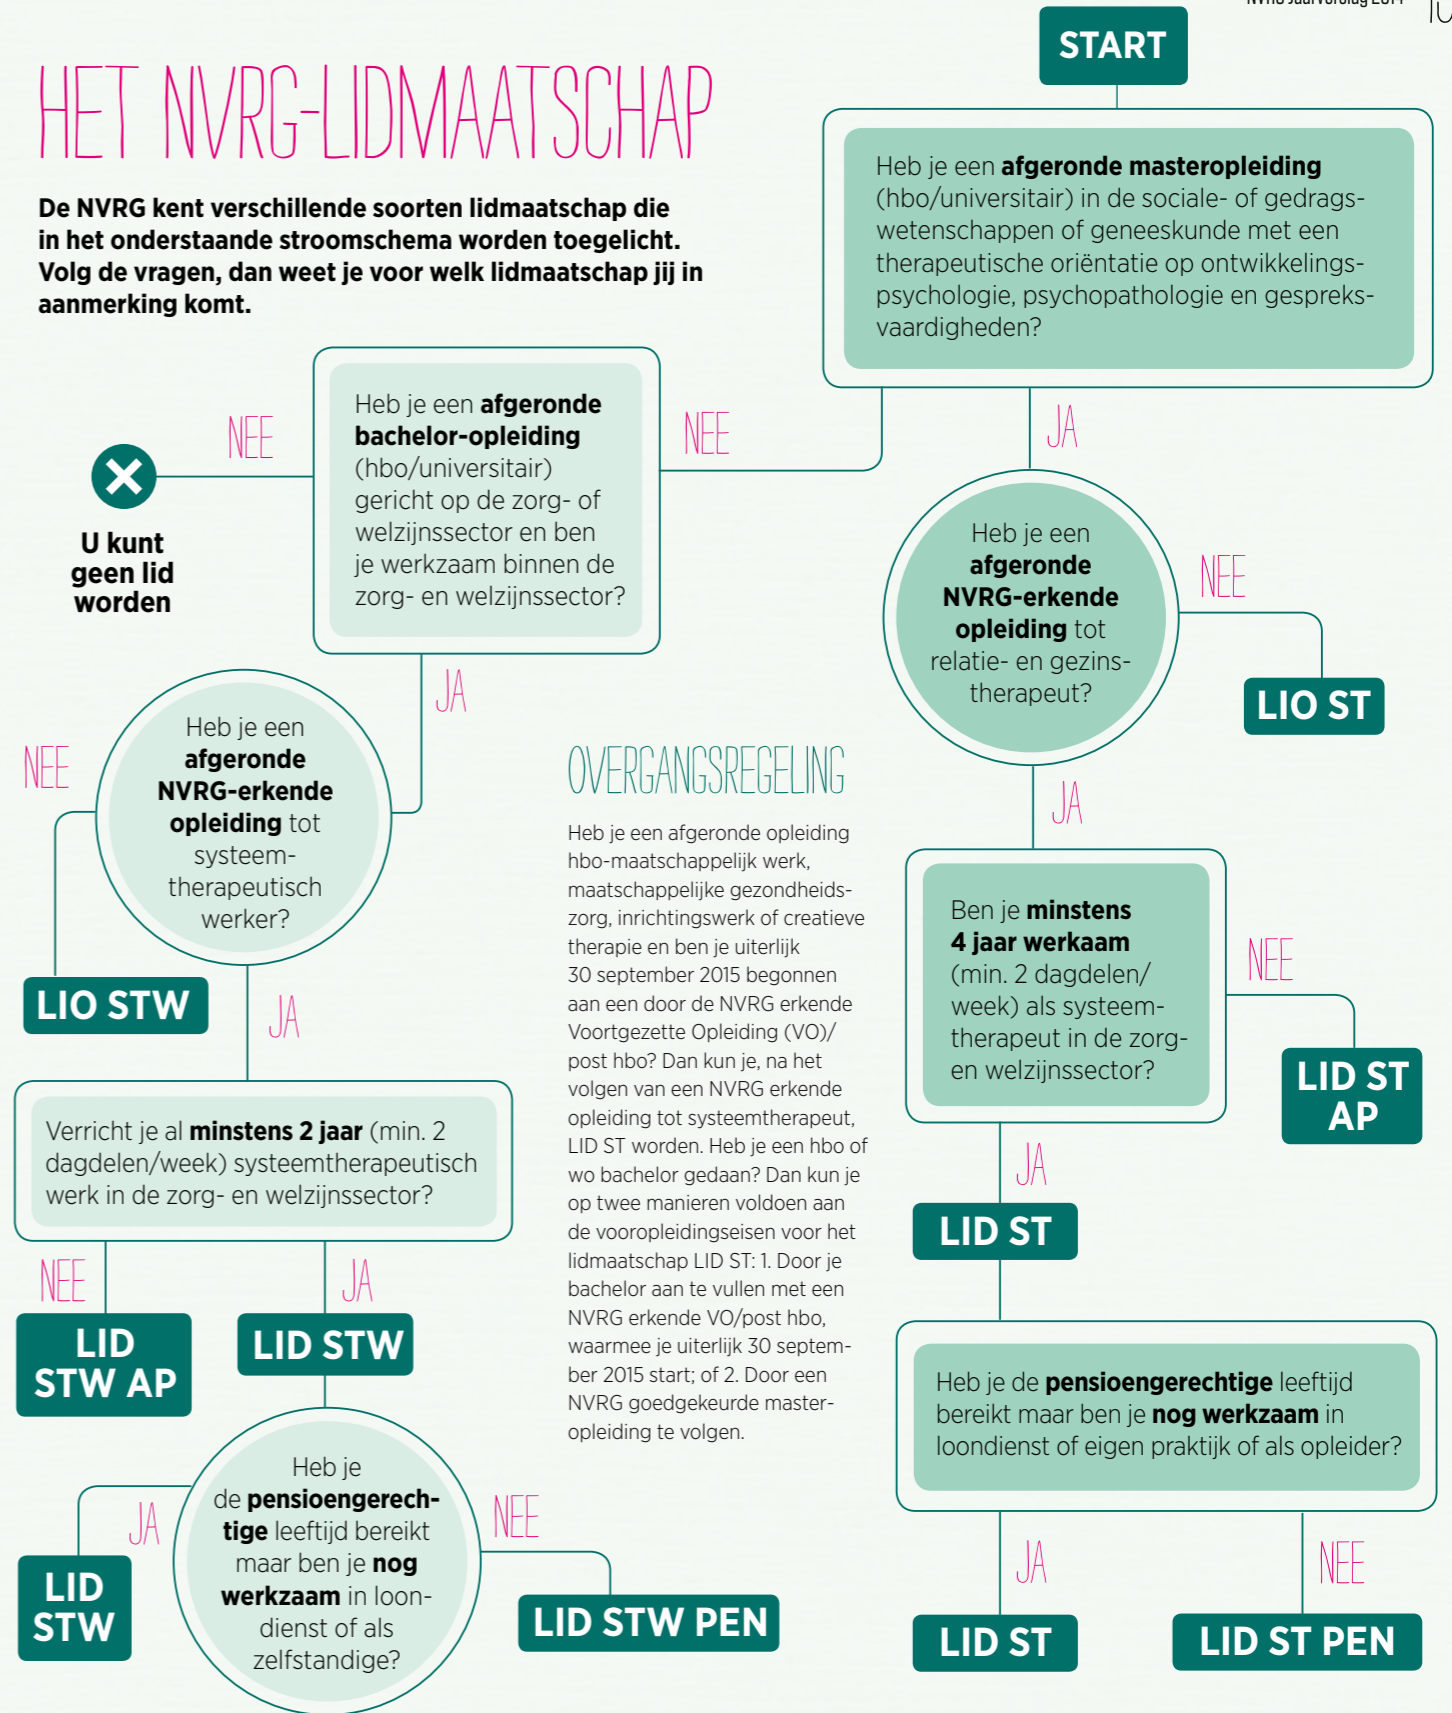 START
HET NVRG-LIDMAATSCHAP
De NVRG kent verschillende soorten lidmaatschap die
in het onderstaande stroomschema worden toegelicht.
Volg de vragen, dan weet je voor welk lidmaatschap jij in
aanmerking komt.
Heb je een afgeronde masteropleiding
(hbo/universitair) in de sociale- of gedrags-
wetenschappen of geneeskunde met een
therapeutische oriëntatie op ontwikkelings-
psychologie, psychopathologie en gespreks-
vaardigheden?
NEE
JA
Heb je een afgeronde
bachelor-opleiding
(hbo/universitair)
gericht op de zorg- of
welzijnssector en ben
je werkzaam binnen de
zorg- en welzijnssector?
NEE
U kunt
geen lid
worden
JA
Heb je een
afgeronde
NVRG-erkende
opleiding tot
systeem-
therapeutisch
werker?
NEE
LIO STW
JA
Verricht je al minstens 2 jaar (min. 2
dagdelen/week) systeemtherapeutisch
werk in de zorg- en welzijnssector?
NEE
JA
LID
STW AP
LID STW
Heb je
de pensioengerech-
tige leeftijd bereikt
maar ben je nog
werkzaam in loon-
dienst of als
zelfstandige?
JA
NEE
LID
STW
LID STW PEN
OVERGANGSREGELING
Heb je een afgeronde opleiding
hbo-maatschappelijk werk,
maatschappelijke gezondheids-
zorg, inrichtingswerk of creatieve
therapie en ben je uiterlijk
30 september 2015 begonnen
aan een door de NVRG erkende
Voortgezette Opleiding (VO)/
post hbo? Dan kun je, na het
volgen van een NVRG erkende
opleiding tot systeemtherapeut,
LID ST worden. Heb je een hbo of
wo bachelor gedaan? Dan kun je
op twee manieren voldoen aan
de vooropleidingseisen voor het
lidmaatschap LID ST: 1. Door je
bachelor aan te vullen met een
NVRG erkende VO/post hbo,
waarmee je uiterlijk 30 septem-
ber 2015 start; of 2. Door een
NVRG goedgekeurde master-
opleiding te volgen.
Heb je een
afgeronde
NVRG-erkende
opleiding tot
relatie- en gezins-
therapeut?
NEE
LIO ST
JA
Ben je minstens
4 jaar werkaam
(min. 2 dagdelen/
week) als systeem-
therapeut in de zorg-
en welzijnssector?
NEE
LID ST
AP
JA
LID ST
Heb je de pensioengerechtige leeftijd
bereikt maar ben je nog werkzaam in
loondienst of eigen praktijk of als opleider?
JA
NEE
LID ST
LID ST PEN